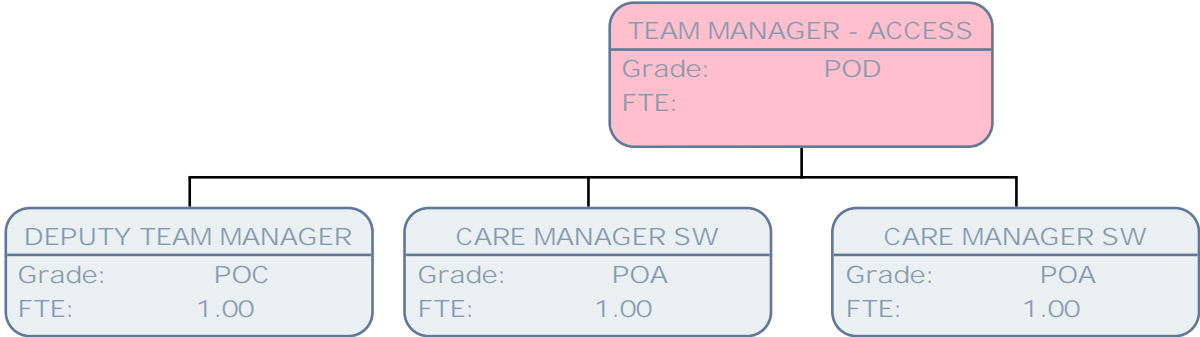 TEAM MANAGER - ACCESS
Grade: POD
FTE:
DEPUTY TEAM MANAGER
Grade: POC
FTE: 1.00
CARE MANAGER SW
Grade: POA
FTE: 1.00
CARE MANAGER SW
Grade: POA
FTE: 1.00